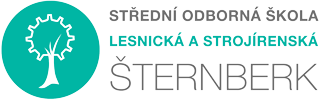 STŘEDNÍ ODBORNÁ ŠKOLA
LESNICKÁ A STROJÍRENSKÁ
ŠTERNBERK